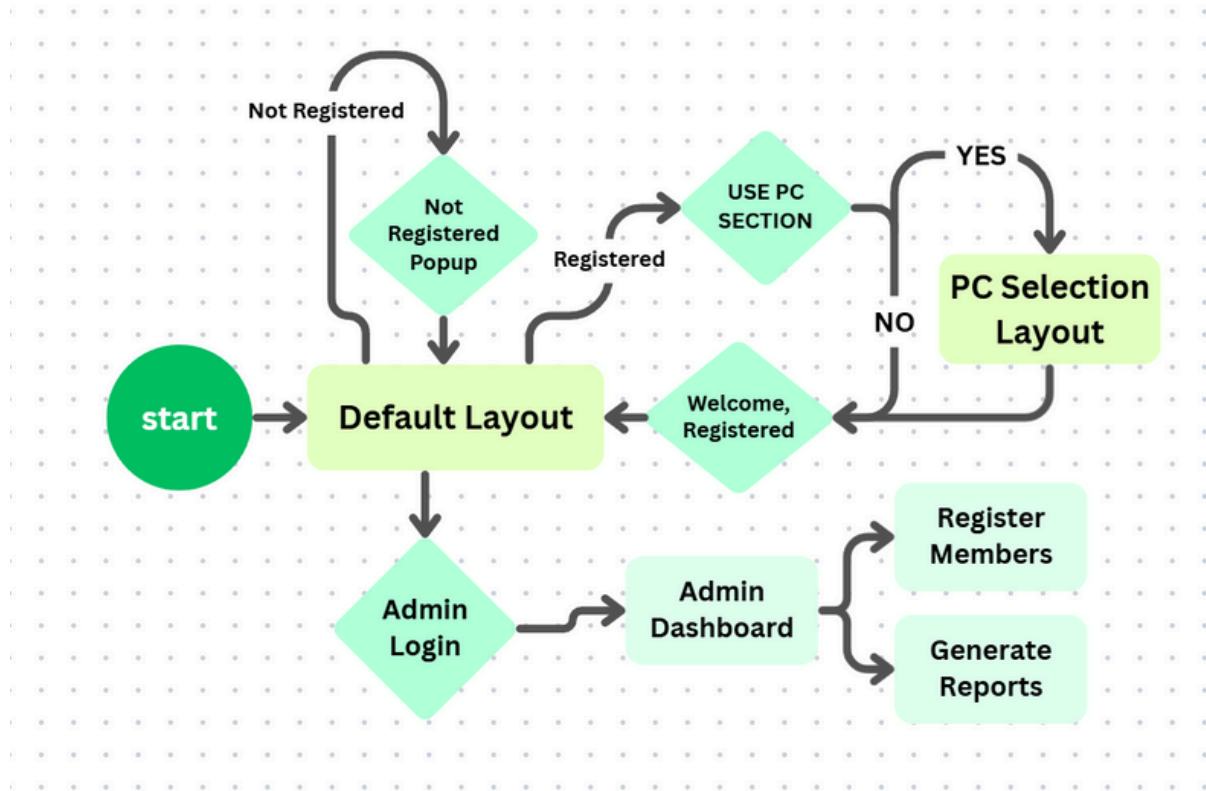 Not Registered
Not
Registered
Popup
Registered
USE PC
SECTION
YES
NO
PC Selection
Layout
start
Default Layout
Welcome,
Registered
Admin
Login
Admin
Dashboard
Register
Members
Generate
Reports